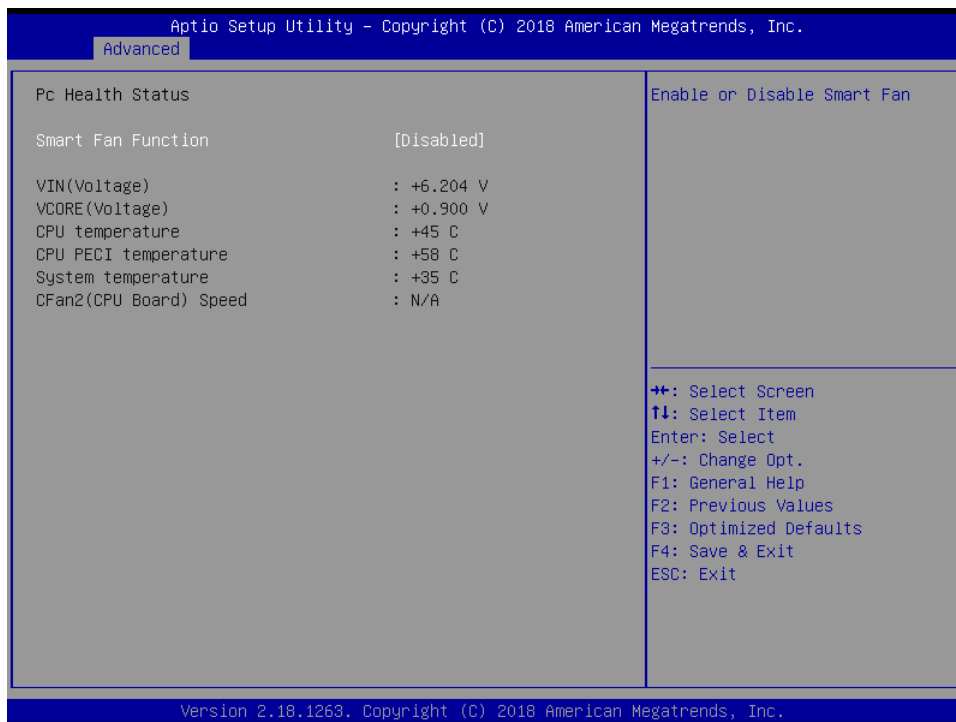 Aptio Setup Utility – Copyright (C) 2018 American Megatrends, Inc.
Advanced
Pc Health Status
Smart Fan Function [Disabled]
VIN(Voltage) : +6.204 V
VCORE(Voltage) : +0.900 V
CPU temperature : +45 C
CPU PECI temperature : +58 C
System temperature : +35 C
CFan2(CPU Board) Speed : N/A
Enable or Disable Smart Fan
→←: Select Screen
↑↓: Select Item
Enter: Select
+/-: Change Opt.
F1: General Help
F2: Previous Values
F3: Optimized Defaults
F4: Save & Exit
ESC: Exit
Version 2.18.1263. Copyright (C) 2018 American Megatrends, Inc.